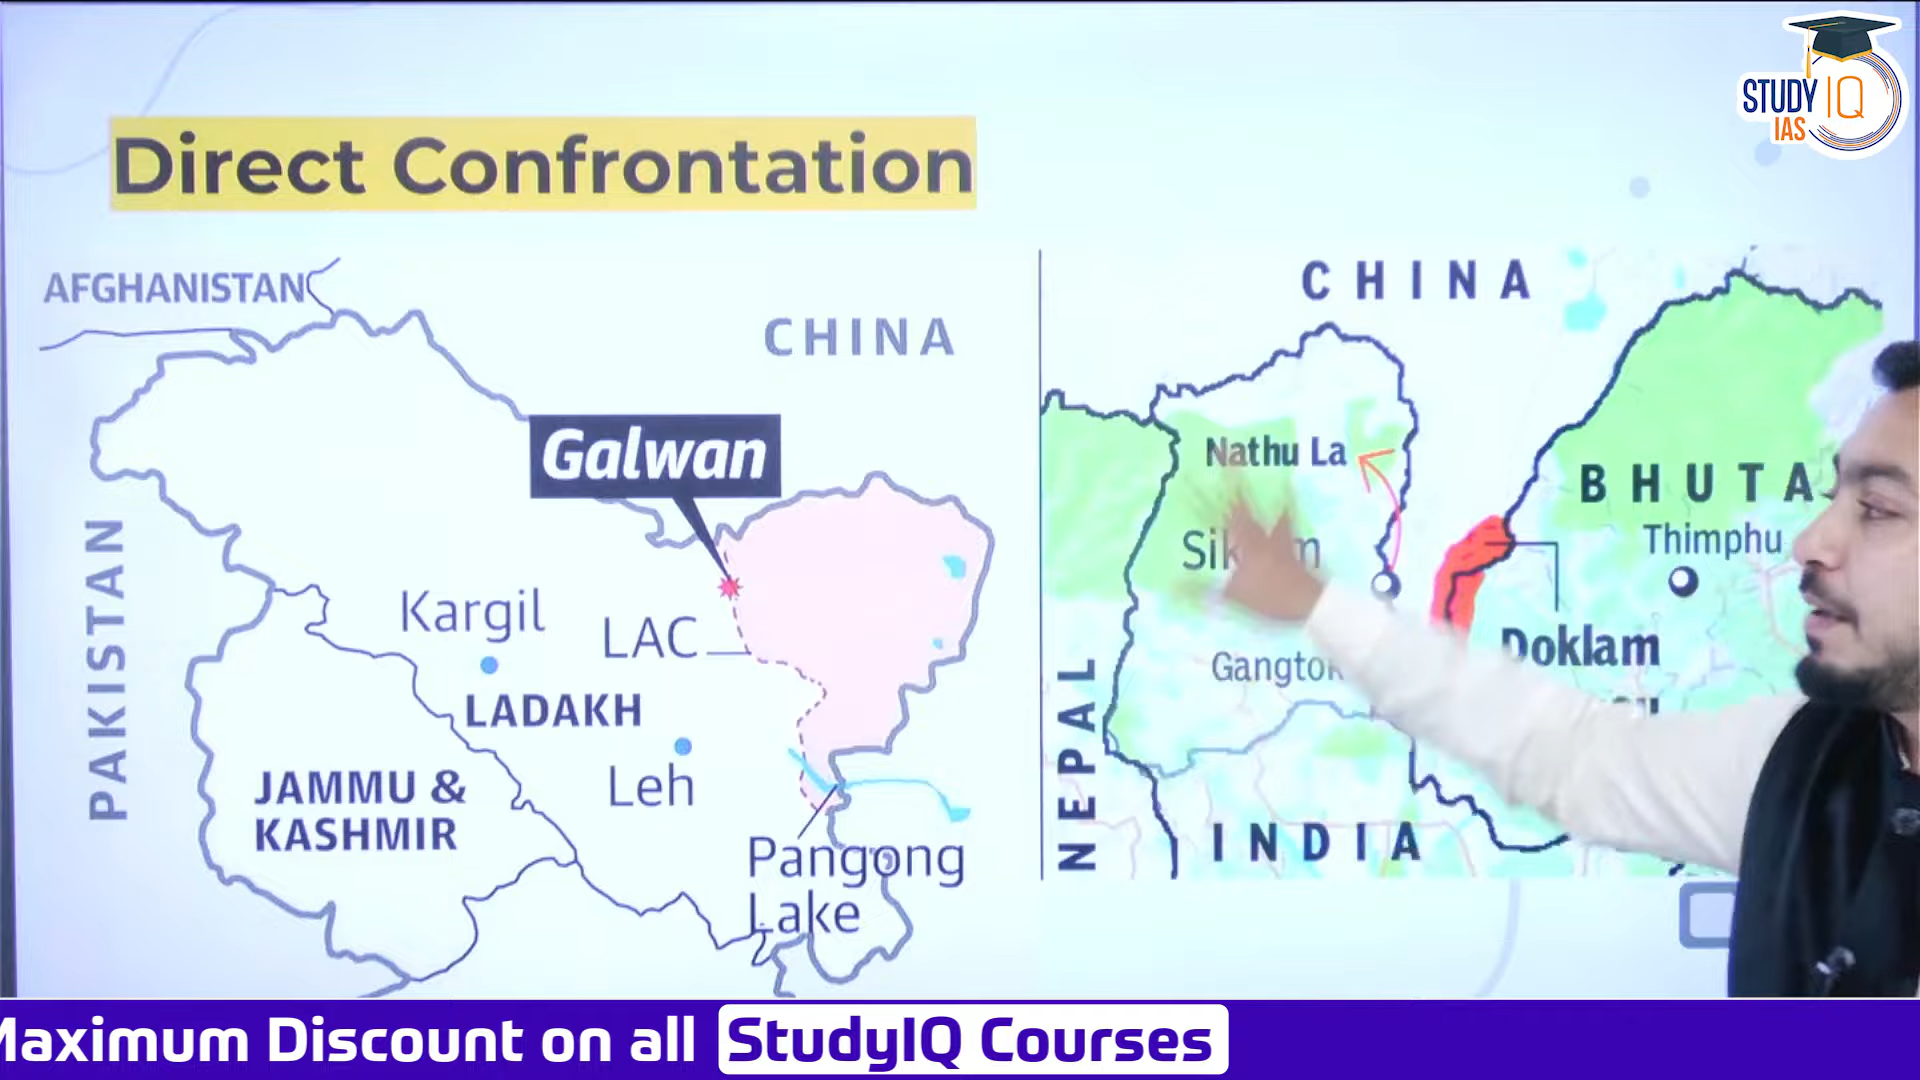 STUDY IQ
IAS
Direct Confrontation
AFGHANISTAN
CHINA
Galwan
PAKISTAN
Kargil
LAC
LADAKH
Leh
JAMMU &
KASHMIR
Pangong
Lake
CHINA
Nathu La
BHUTA
Thimphu
Doklam
NEPAL
INDIA
Maximum Discount on all StudyIQ Courses